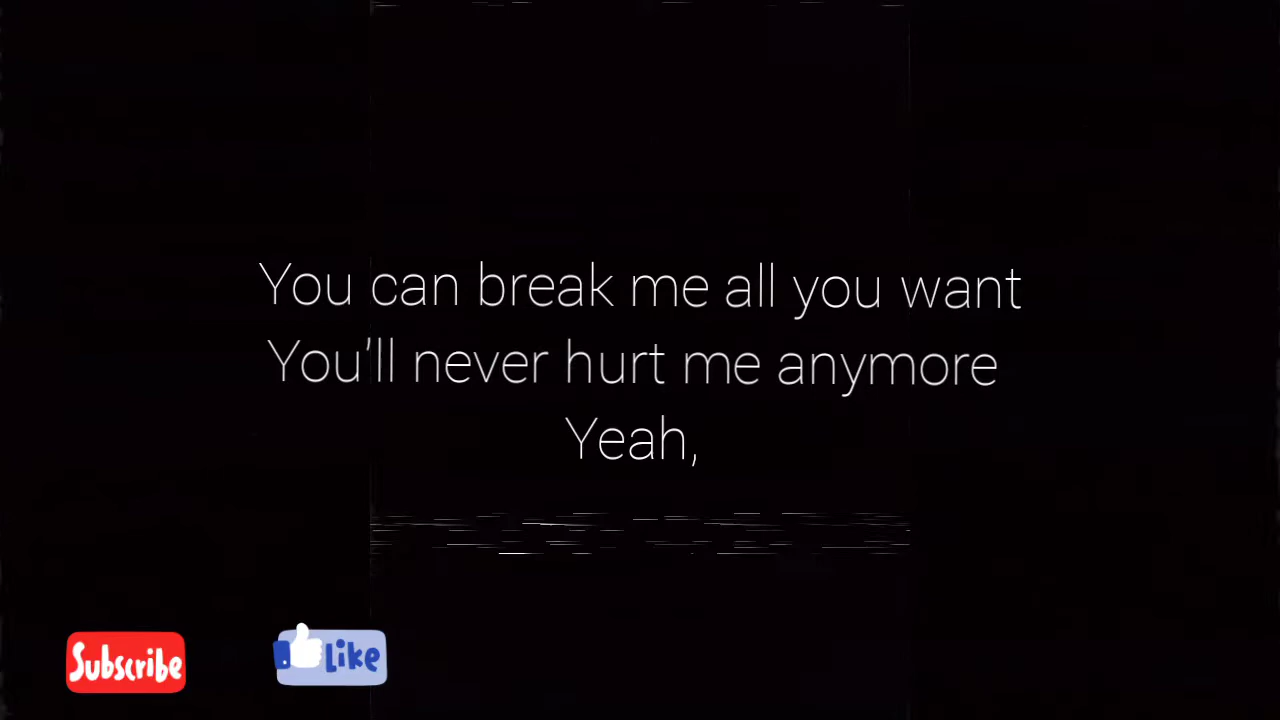 You can break me all you want
You'll never hurt me anymore
Yeah,
Subscribe
Like